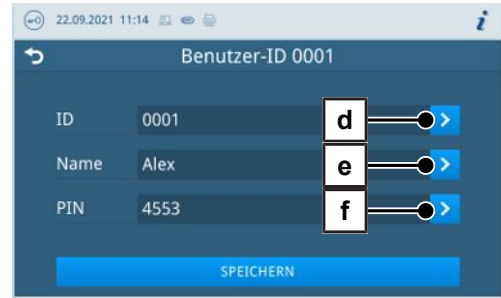 22.09.2021 11:14 i
Benutzer-ID 0001
ID 0001 d >
Name Alex e >
PIN 4553 f >
SPEICHERN